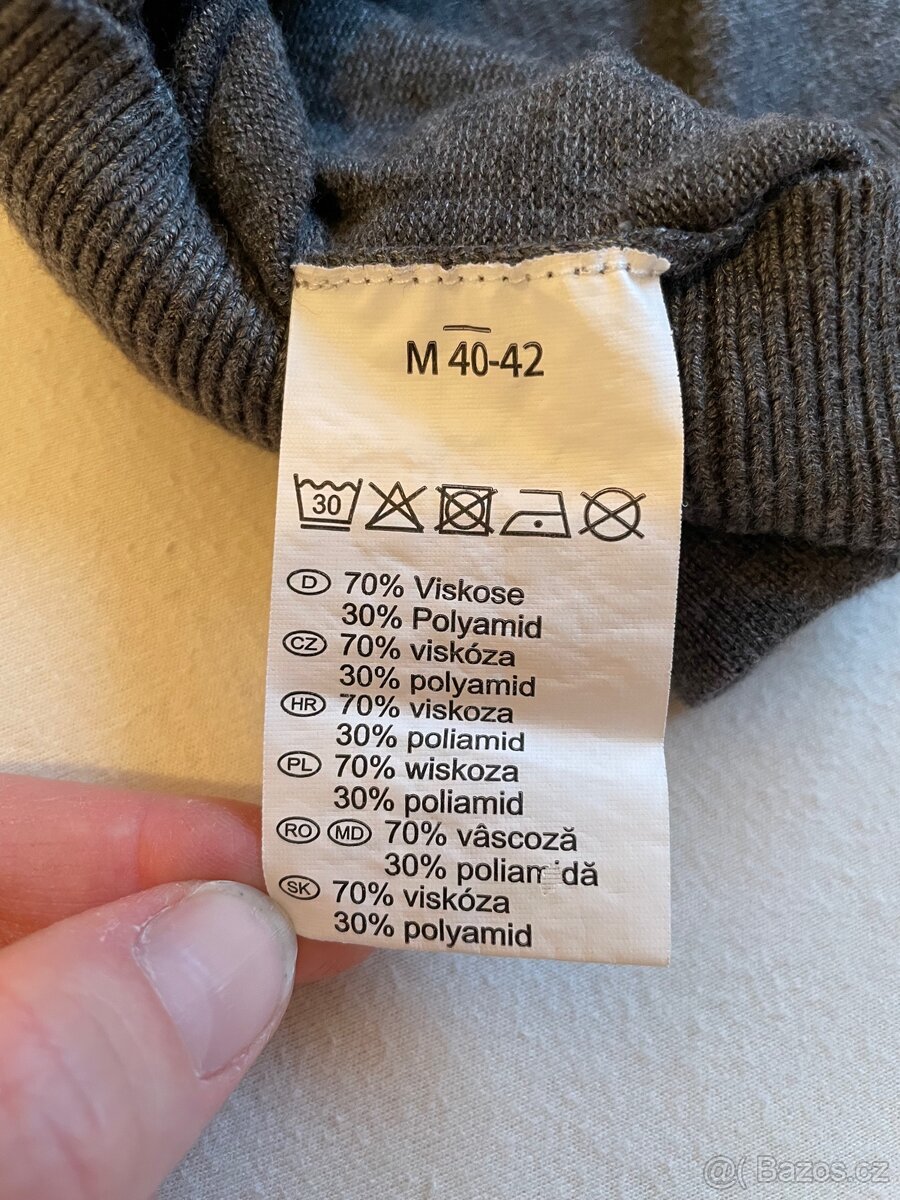 M 40-42
30
D 70% Viskose
30% Polyamid
CZ 70% viskóza
30% polyamid
HR 70% viskoza
30% poliamid
PL 70% wiskoza
30% poliamid
RO MD 70% vâscoză
30% poliamidă
SK 70% viskóza
30% polyamid
@( Bazos.cz